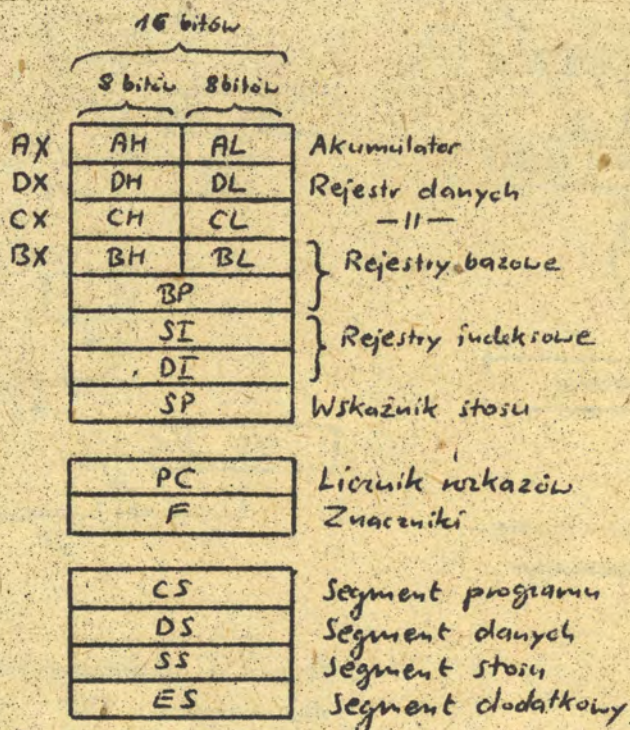 16 bitów
8 bitów 8 bitów
AX AH AL Akumulator
DX DH DL Rejestr danych
CX CH CL —11—
BX BH BL Rejestry bazowe
BP
SI Rejestry indeksowe
DI
SP Wskaźnik stosu
PC Licznik rozkazów
F Znaczniki
CS Segment programu
DS Segment danych
SS Segment stosu
ES Segment dodatkowy